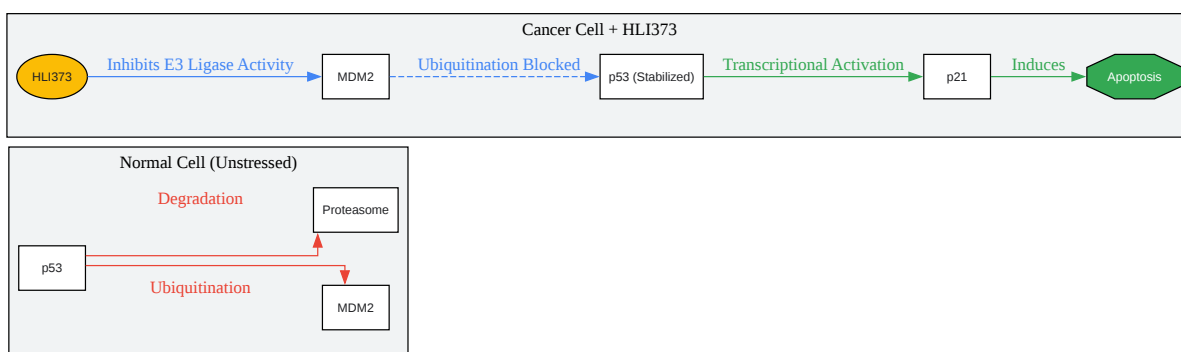 Cancer Cell + HLI373
HLI373
Inhibits E3 Ligase Activity
MDM2
Ubiquitination Blocked
p53 (Stabilized)
Transcriptional Activation
p21
Induces
Apoptosis
Normal Cell (Unstressed)
Degradation
Proteasome
p53
Ubiquitination
MDM2